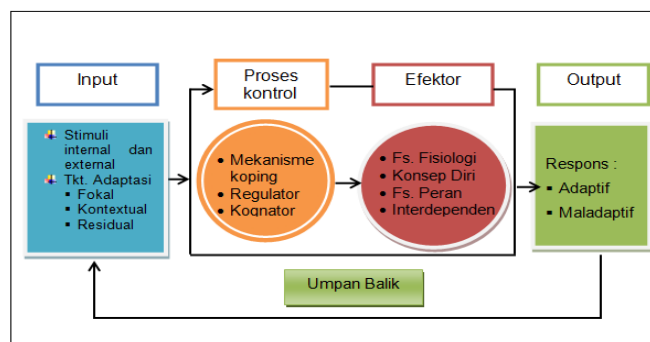 Input
Proses
kontrol
Efektor
Output
Stimuli
internal dan
external
Tkt. Adaptasi
Fokal
Kontextual
Residual
Mekanisme
koping
Regulator
Kognator
Fs. Fisiologi
Konsep Diri
Fs. Peran
Interdependen
Respons :
Adaptif
Maladaptif
Umpan Balik